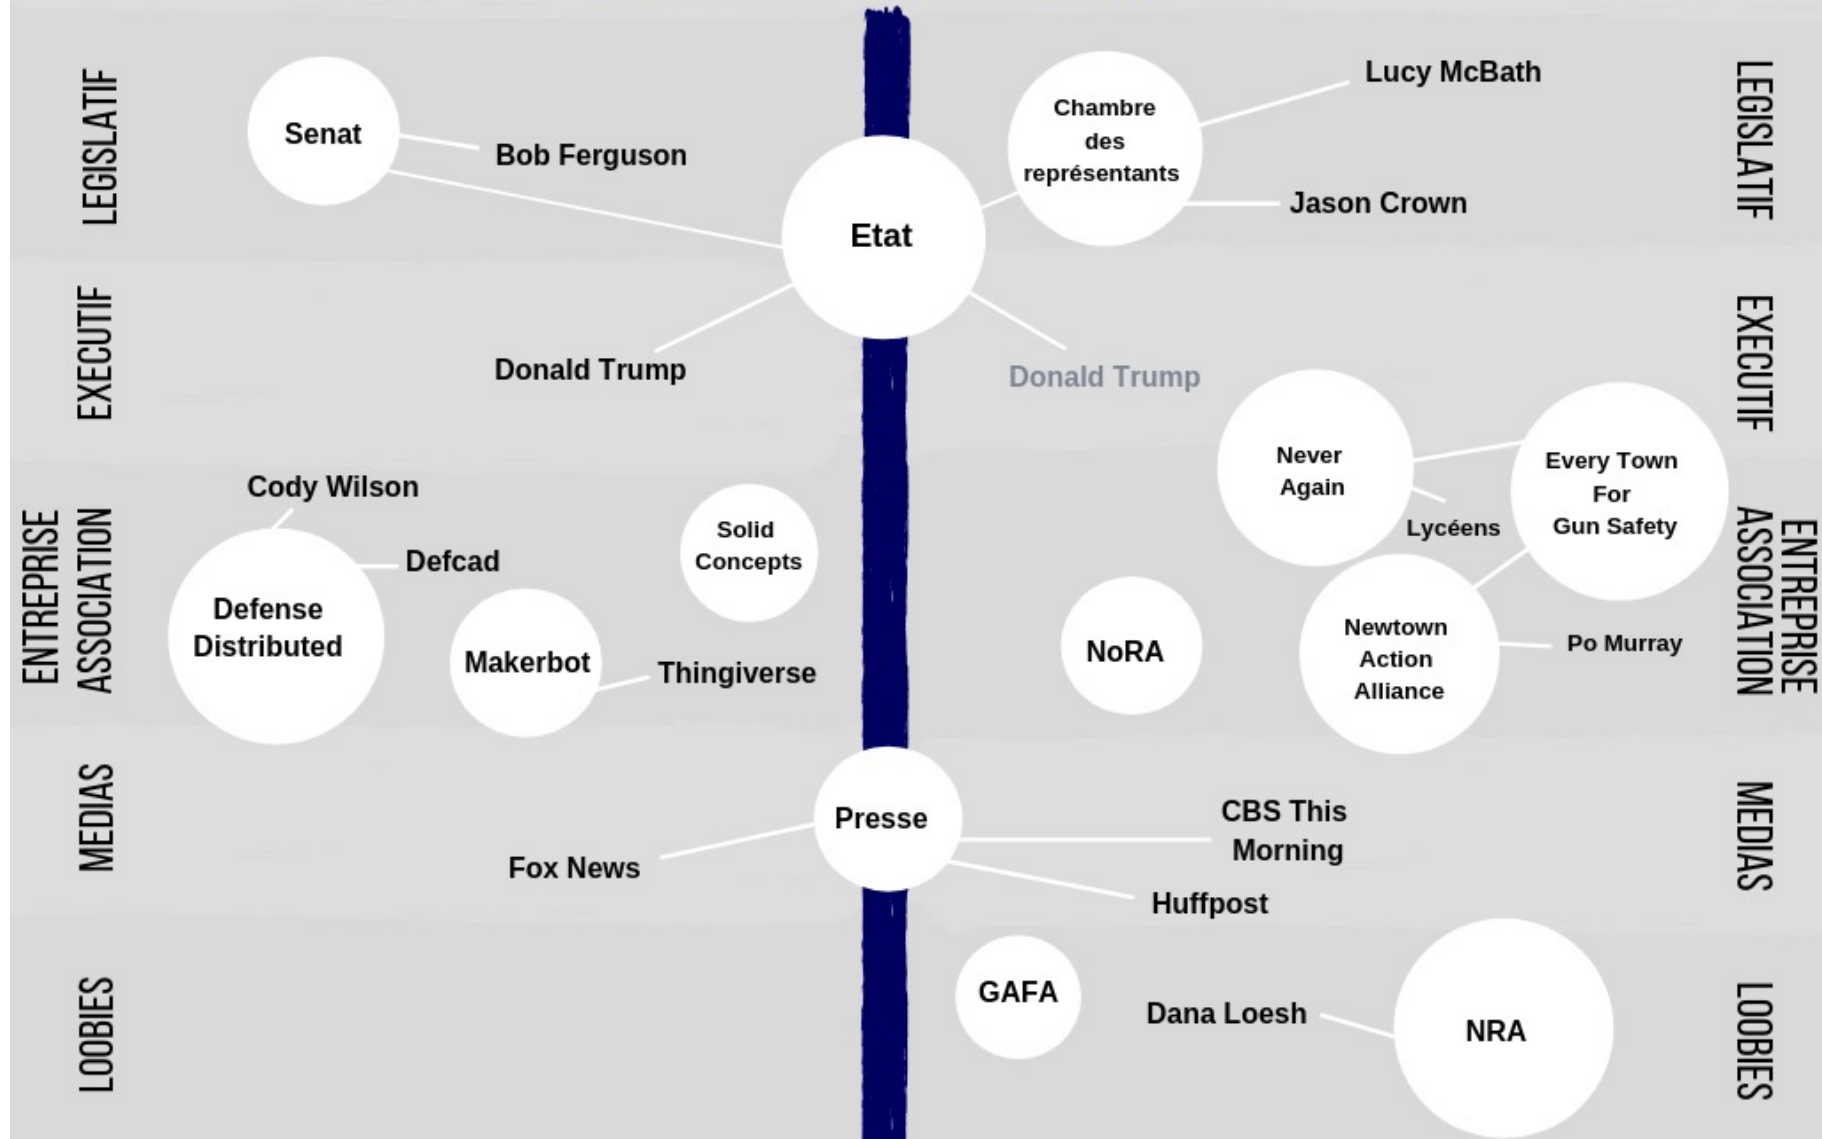 LEGISLATIF
Senat
Bob Ferguson
Etat
Chambre
des
représentants
Lucy McBath
Jason Crown
LEGISLATIF
EXECUTIF
Donald Trump
Donald Trump
EXECUTIF
ENTREPRISE
ASSOCIATION
Cody Wilson
Defcad
Defense
Distributed
Makerbot
Thingiverse
Solid
Concepts
Never
Again
Lycéens
Every Town
For
Gun Safety
NoRA
Newtown
Action
Alliance
Po Murray
ENTREPRISE
ASSOCIATION
MEDIAS
Presse
Fox News
CBS This
Morning
Huffpost
MEDIAS
LOOBIES
GAFA
Dana Loesh
NRA
LOOBIES